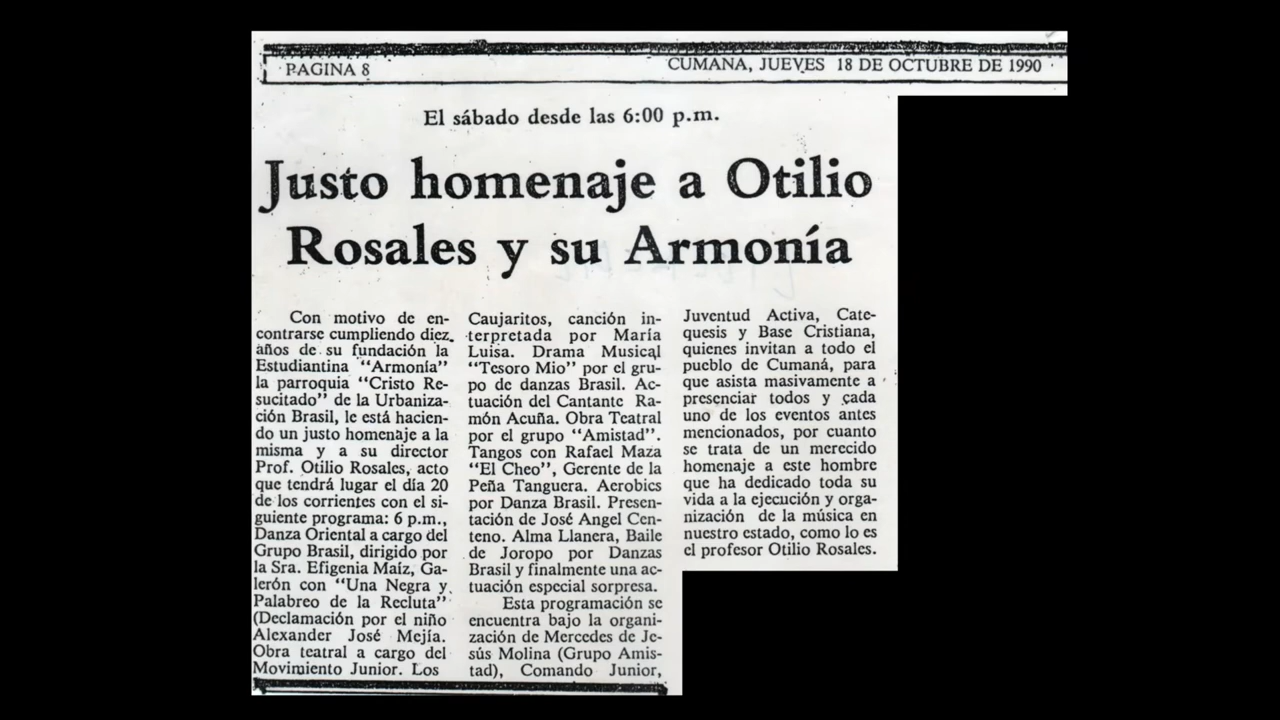 PAGINA 8
CUMANA, JUEVES 18 DE OCTUBRE DE 1990
El sábado desde las 6:00 p.m.
Justo homenaje a Otilio
Rosales y su Armonía
Con motivo de en-
contrarse cumpliendo diez
años de su fundación la
Estudiantina “Armonía”
la parroquia “Cristo Re-
sucitado” de la Urbaniza-
ción Brasil, le está hacien-
do un justo homenaje a la
misma y a su director
Prof. Otilio Rosales, acto
que tendrá lugar el día 20
de los corrientes con el si-
guiente programa: 6 p.m.,
Danza Oriental a cargo del
Grupo Brasil, dirigido por
la Sra. Efigenia Maíz, Ga-
lerón con “Una Negra y
Palabreo de la Recluta”
(Declamación por el niño
Alexander José Mejía.
Obra teatral a cargo del
Movimiento Junior. Los
Caujaritos, canción in-
terpretada por María
Luisa. Drama Musical
“Tesoro Mio” por el gru-
po de danzas Brasil. Ac-
tuación del Cantante Ra-
món Acuña. Obra Teatral
por el grupo “Amistad”.
Tangos con Rafael Maza
“El Cheo”, Gerente de la
Peña Tanguera. Aerobics
por Danza Brasil. Presen-
tación de José Angel Cen-
teno. Alma Llanera, Baile
de Joropo por Danzas
Brasil y finalmente una ac-
tuación especial sorpresa.
Esta programación se
encuentra bajo la organi-
zación de Mercedes de Je-
sús Molina (Grupo Amis-
tad), Comando Junior,
Juventud Activa, Cate-
quesis y Base Cristiana,
quienes invitan a todo el
pueblo de Cumaná, para
que asista masivamente a
presenciar todos y cada
uno de los eventos antes
mencionados, por cuanto
se trata de un merecido
homenaje a este hombre
que ha dedicado toda su
vida a la ejecución y orga-
nización de la música en
nuestro estado, como lo es
el profesor Otilio Rosales.